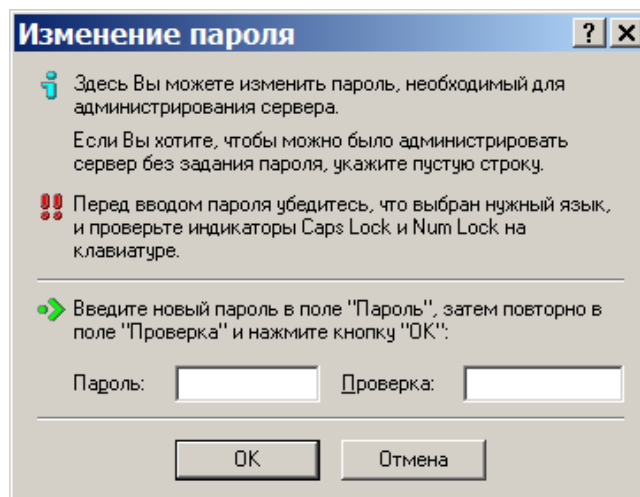 Изменение пароля
Здесь Вы можете изменить пароль, необходимый для
администрирования сервера.
Если Вы хотите, чтобы можно было администрировать
сервер без задания пароля, укажите пустую строку.
Перед вводом пароля убедитесь, что выбран нужный язык,
и проверьте индикаторы Caps Lock и Num Lock на
клавиатуре.
Введите новый пароль в поле "Пароль", затем повторно в
поле "Проверка" и нажмите кнопку "OK":
Пароль: Проверка:
OK Отмена